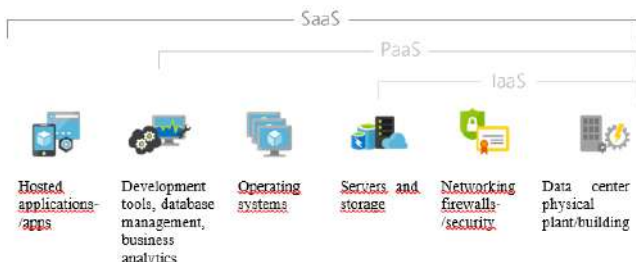 SaaS
PaaS
IaaS
Hosted
applications-
/apps
Development
tools, database
management,
business
analytics
Operating
systems
Servers and
storage
Networking
firewalls-
/security
Data center
physical
plant/building